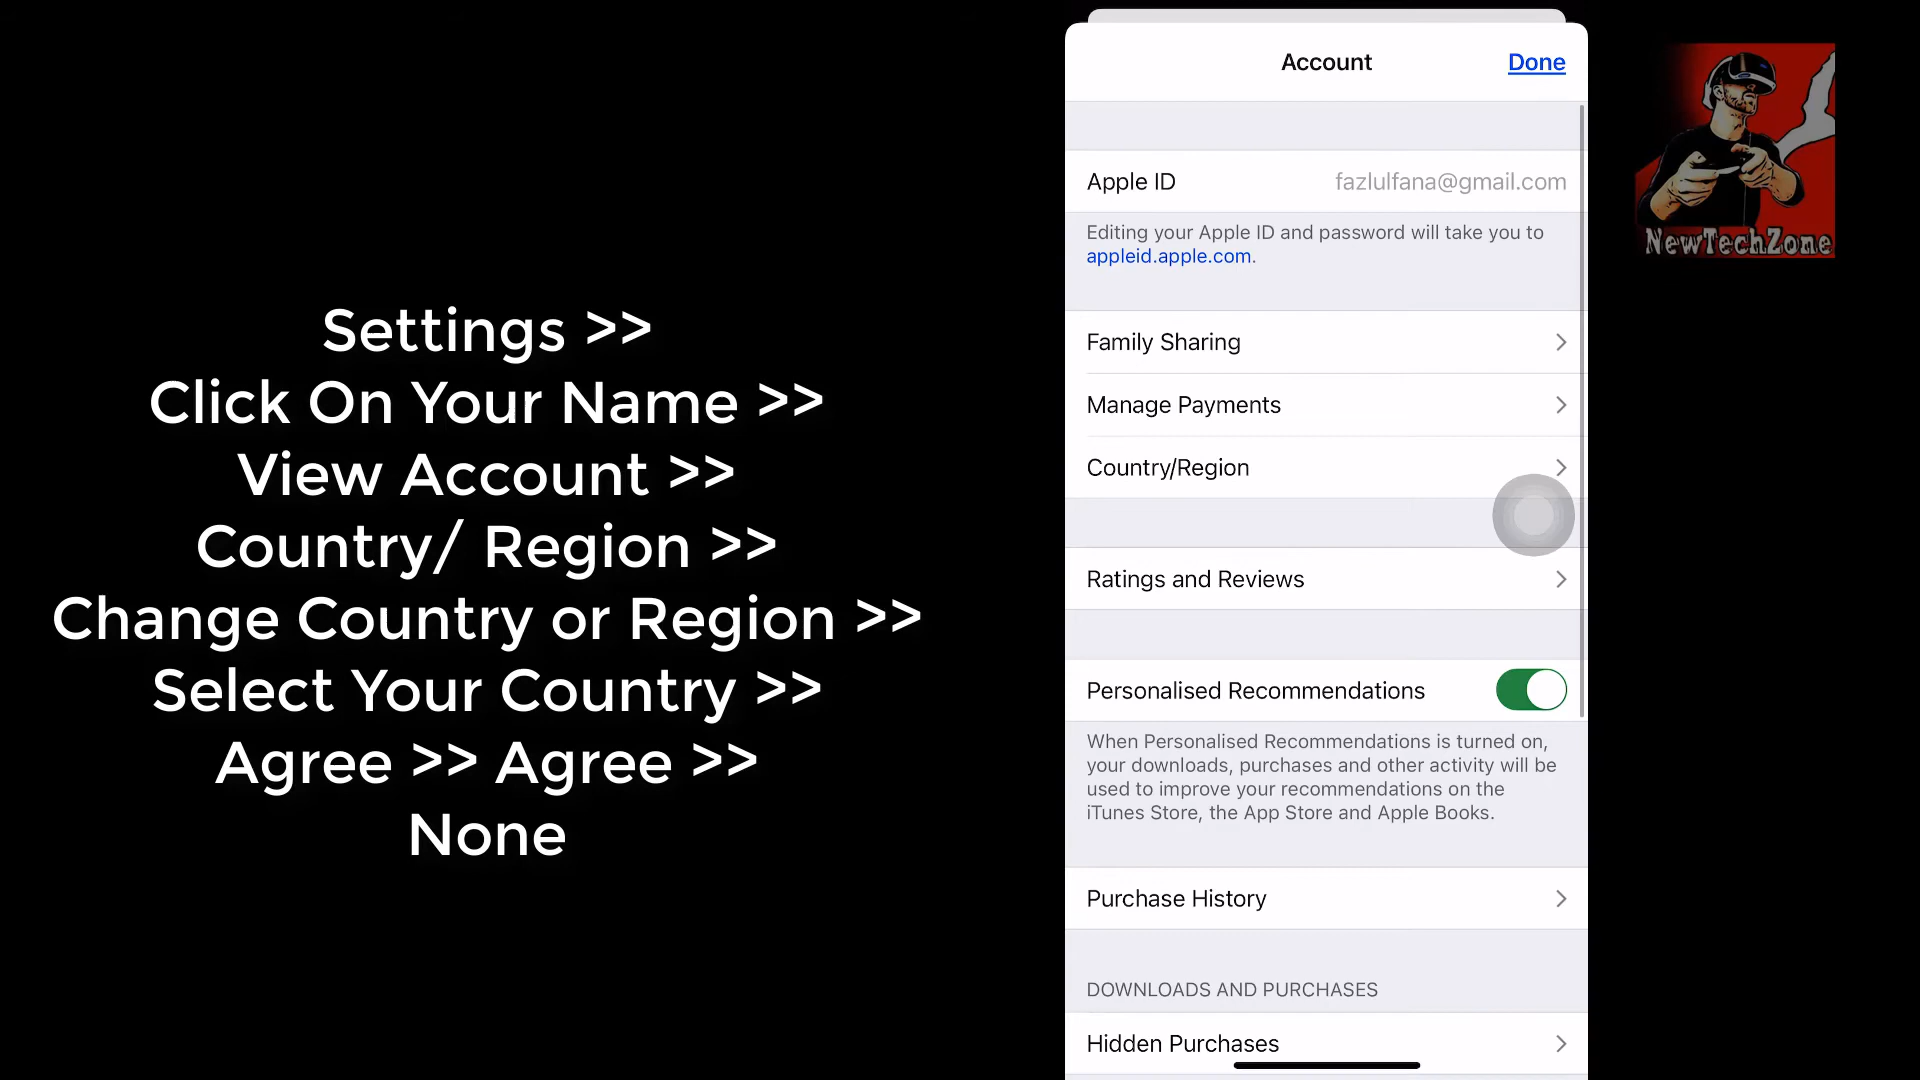 Settings >>
Click On Your Name >>
View Account >>
Country/ Region >>
Change Country or Region >>
Select Your Country >>
Agree >> Agree >>
None
Account
Done
Apple ID
fazlulfana@gmail.com
Editing your Apple ID and password will take you to
appleid.apple.com.
Family Sharing
Manage Payments
Country/Region
Ratings and Reviews
Personalised Recommendations
When Personalised Recommendations is turned on,
your downloads, purchases and other activity will be
used to improve your recommendations on the
iTunes Store, the App Store and Apple Books.
Purchase History
DOWNLOADS AND PURCHASES
Hidden Purchases
NewTechZone